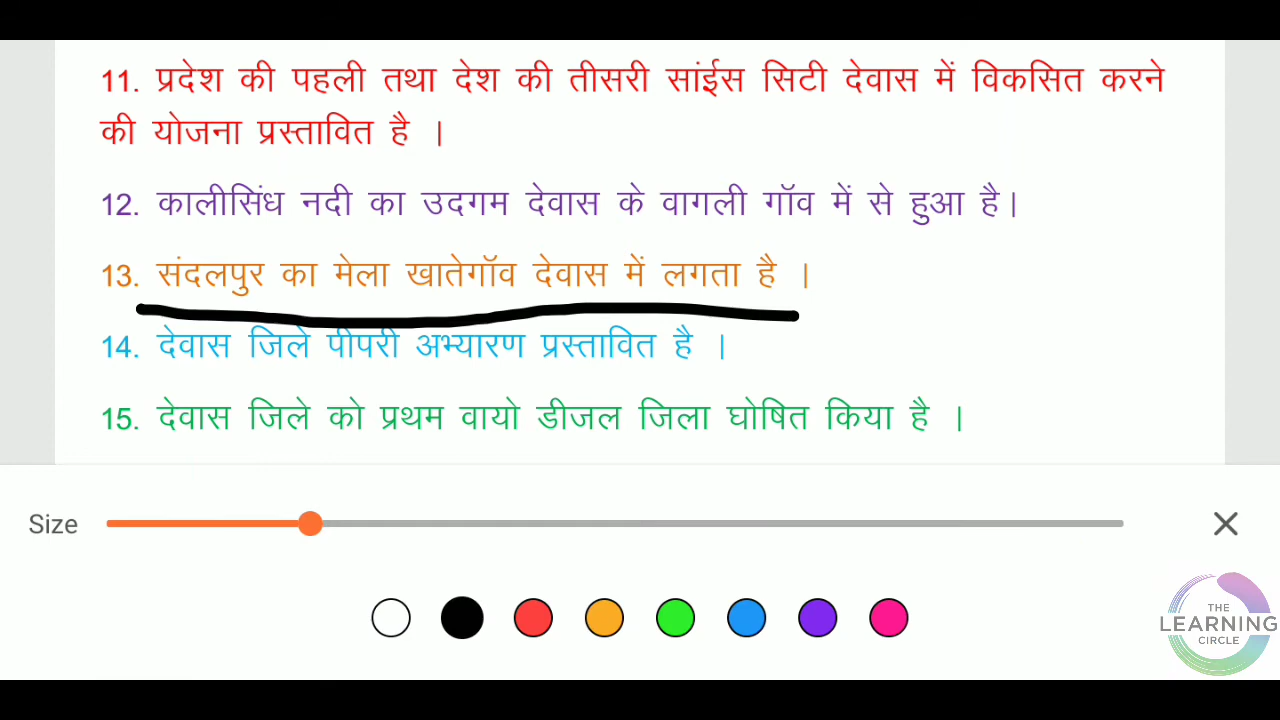 11. प्रदेश की पहली तथा देश की तीसरी सांईस सिटी देवास में विकसित करने
की योजना प्रस्तावित है ।
12. कालीसिंध नदी का उदगम देवास के वागली गॉव में से हुआ है।
13. संदलपुर का मेला खातेगॉव देवास में लगता है ।
14. देवास जिले पीपरी अभ्यारण प्रस्तावित है ।
15. देवास जिले को प्रथम वायो डीजल जिला घोषित किया है ।
Size
THE
LEARNING
CIRCLE